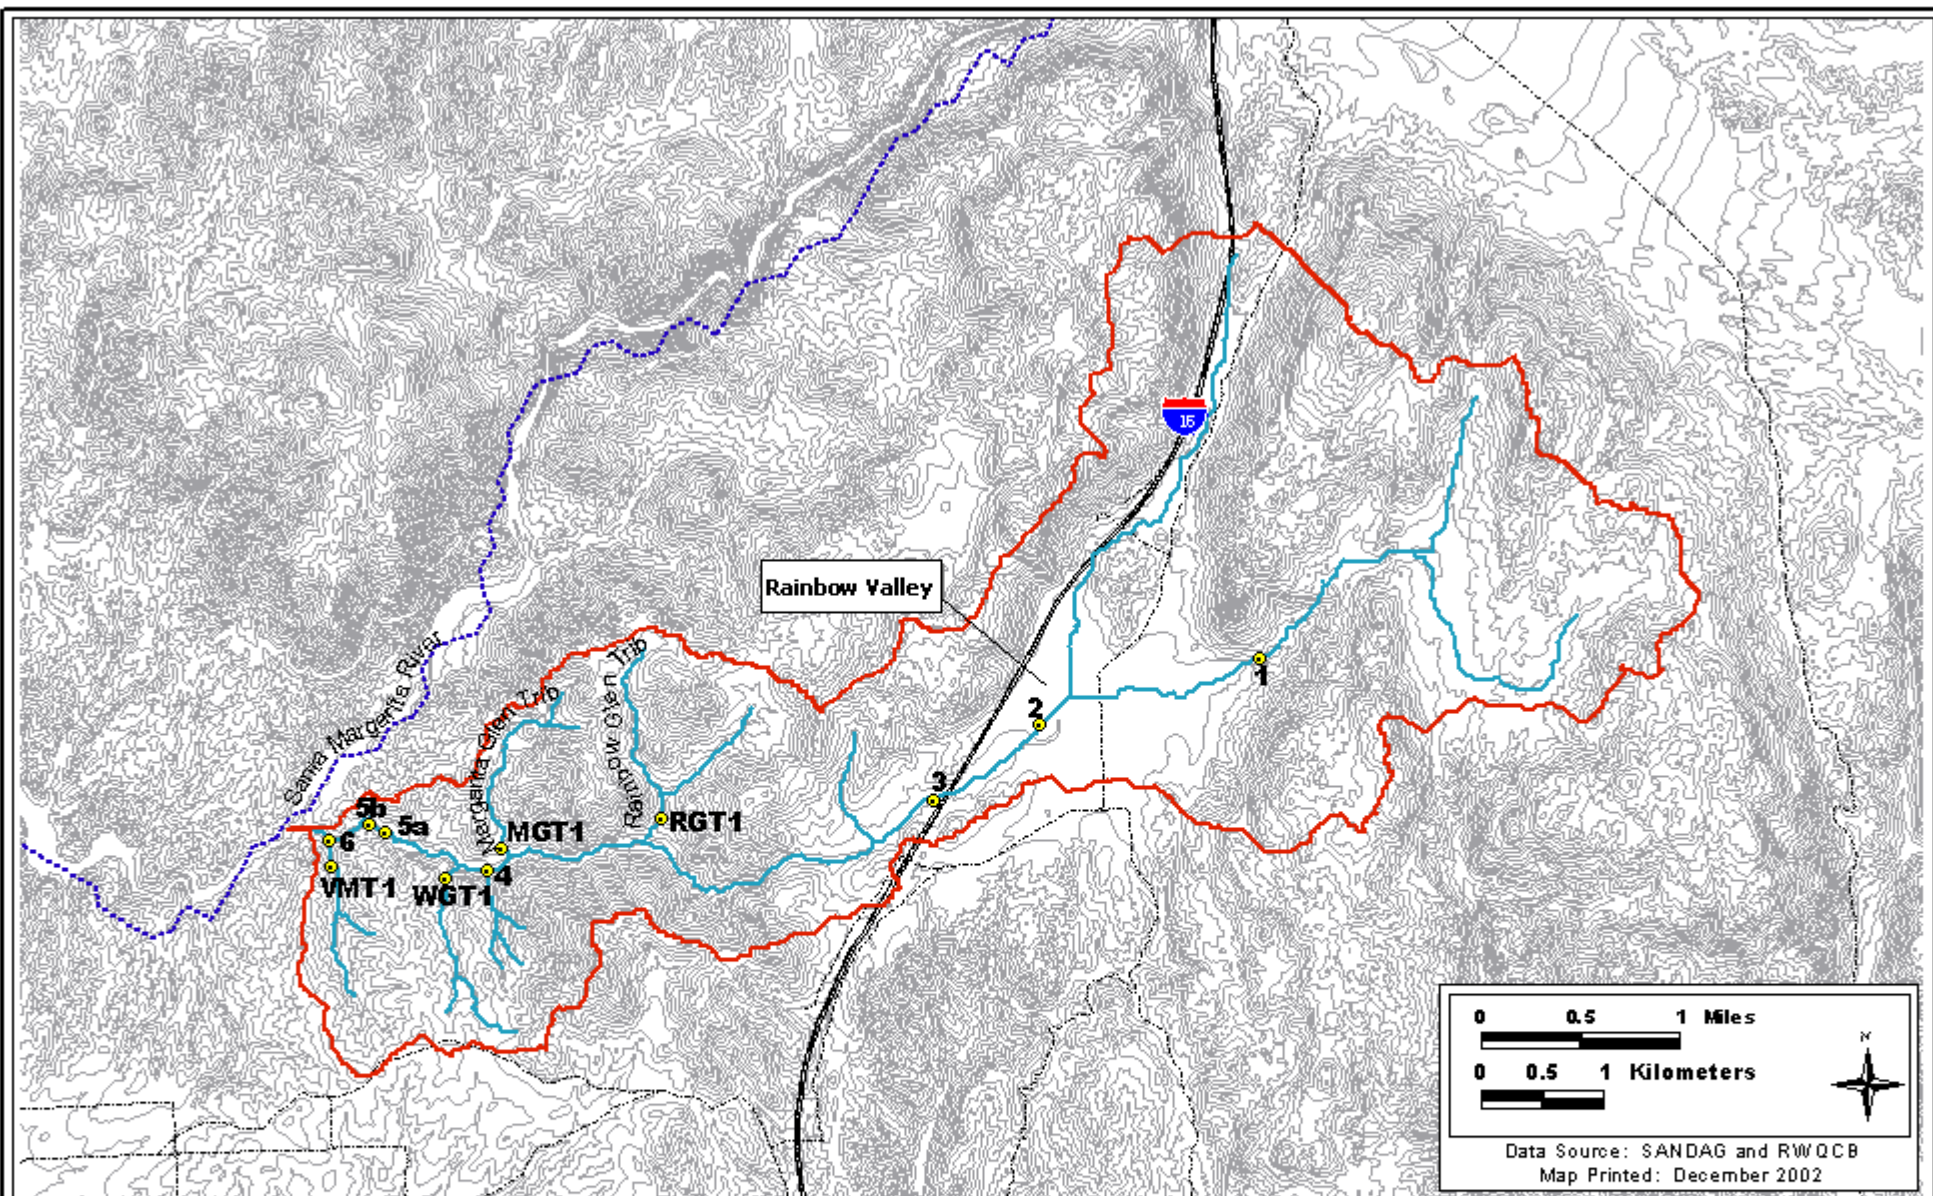 15
Rainbow Valley
Santa Margarita River
Margarita Glen Trib
Rainbow Glen Trib
1
2
3
5b
5a
6
MGT1
RGT1
4
VMT1
WGT1
0 0.5 1 Miles
0 0.5 1 Kilometers
N
Data Source: SANDAG and RWQCB
Map Printed: December 2002